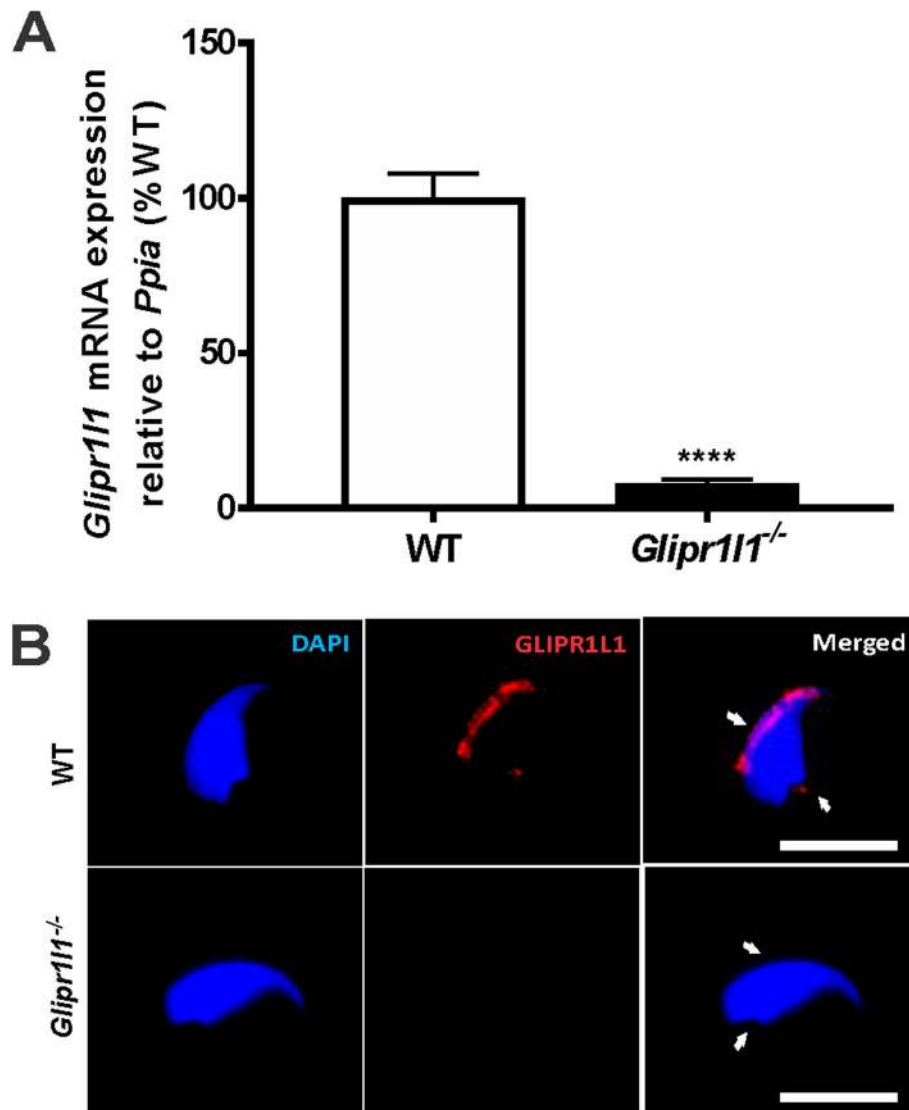 A
Glipr1l1 mRNA expression
relative to Ppia (%WT)
150
100
50
0
****
WT
Glipr1l1-/-
B
DAPI
GLIPR1L1
Merged
WT
Glipr1l1-/-